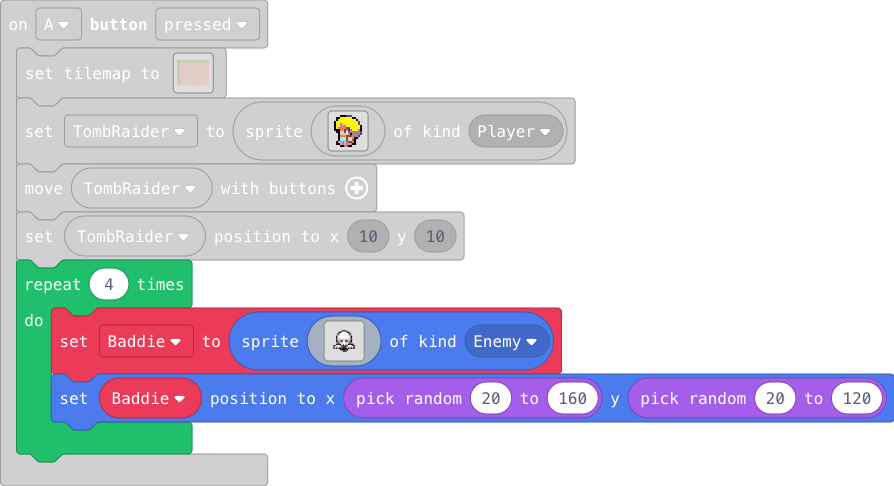 on A button pressed
set tilemap to
set TombRaider to sprite of kind Player
move TombRaider with buttons
set TombRaider position to x 10 y 10
repeat 4 times
do
set Baddie to sprite of kind Enemy
set Baddie position to x pick random 20 to 160 y pick random 20 to 120